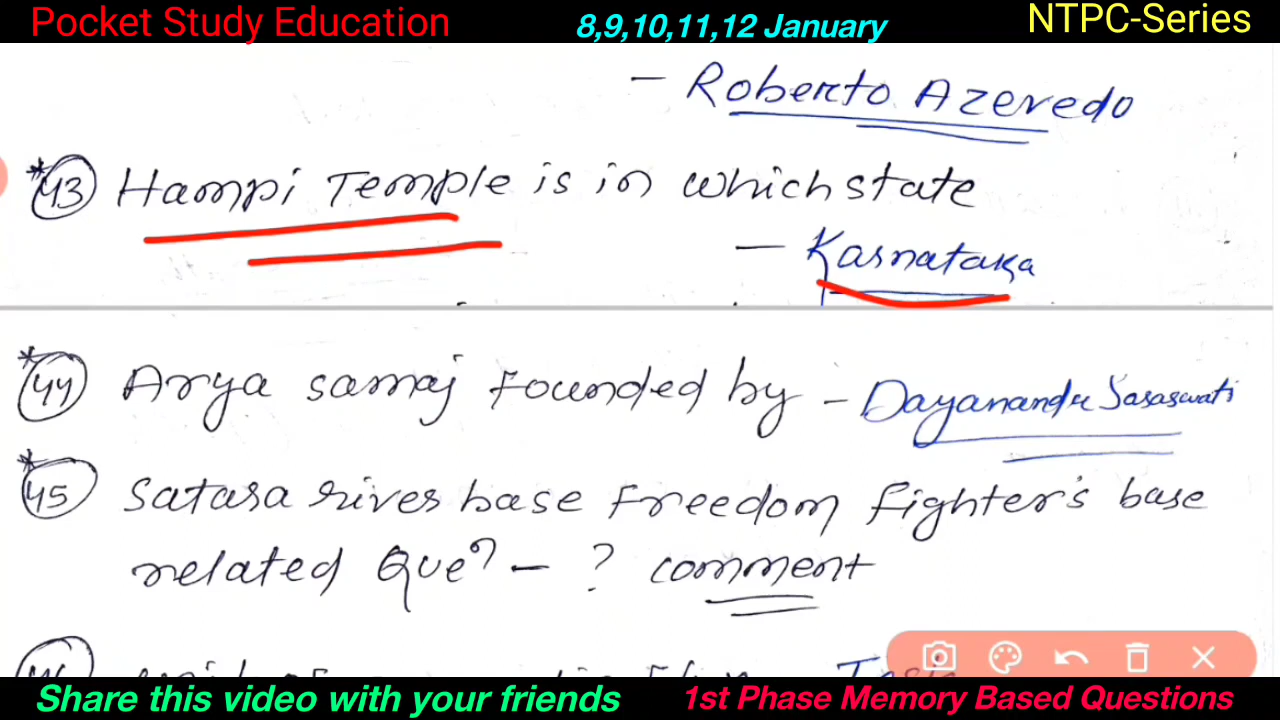 Pocket Study Education
8,9,10,11,12 January
NTPC-Series
- Roberto Azevedo
*43 Hampi Temple is in which state
- Karnataka
*44 Arya samaj founded by - Dayananda Sasaswati
*45 Satara river base Freedom fighter's base
related Que? - ? comment
Share this video with your friends
1st Phase Memory Based Questions